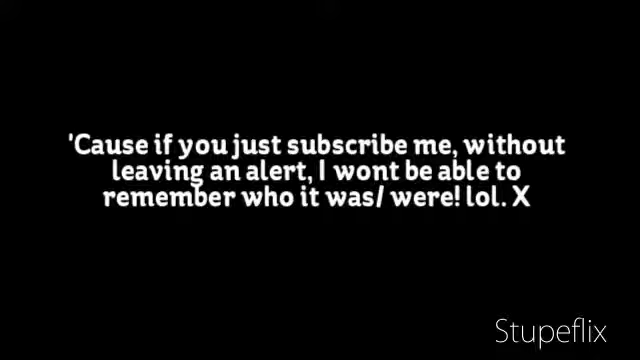 'Cause if you just subscribe me, without
leaving an alert, I wont be able to
remember who it was/ were! lol. X
Stupeflix